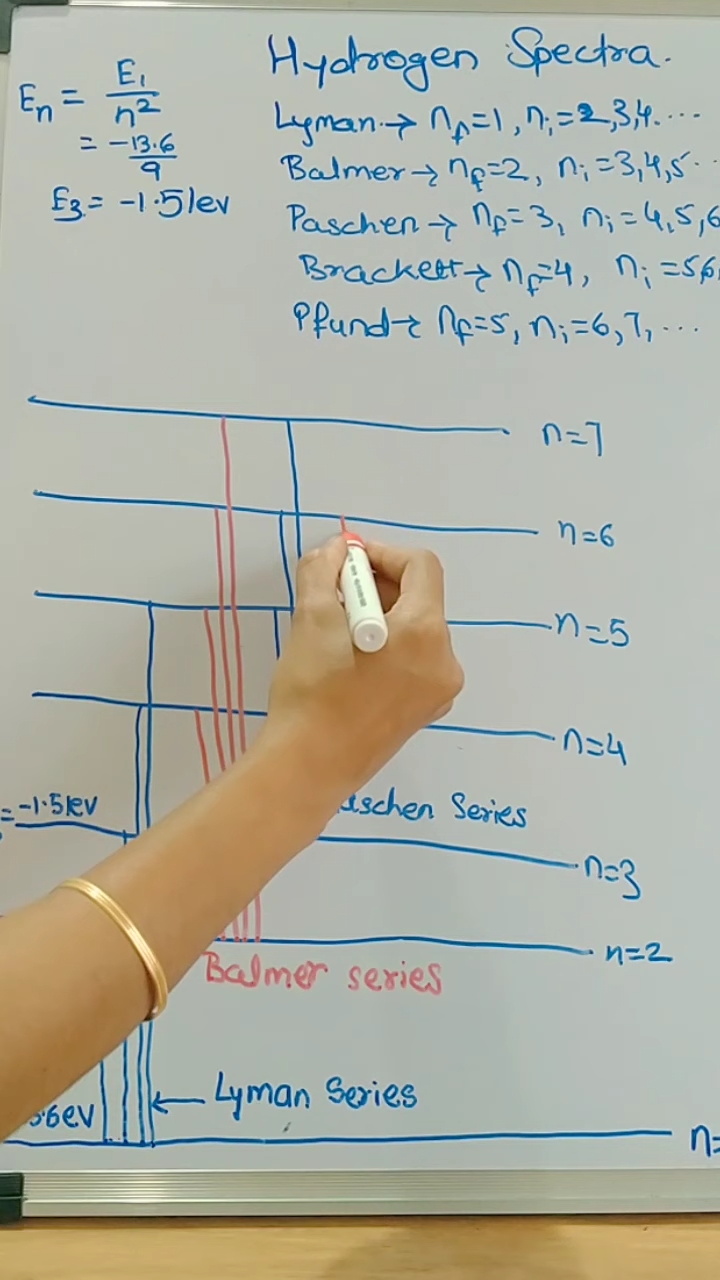 Hydrogen Spectra.
En = E1/n²
= -13.6/9
E3 = -1.51ev
Lyman → nf=1, ni=2,3,4....
Balmer → nf=2, ni=3,4,5..
Paschen → nf=3, ni=4,5,6
Brackett → nf=4, ni=5,6,
Pfund → nf=5, ni=6,7,...
n=7
n=6
n=5
n=4
=-1.51ev
aschen Series
n=3
n=2
Balmer series
Lyman Series
3.6ev
n=